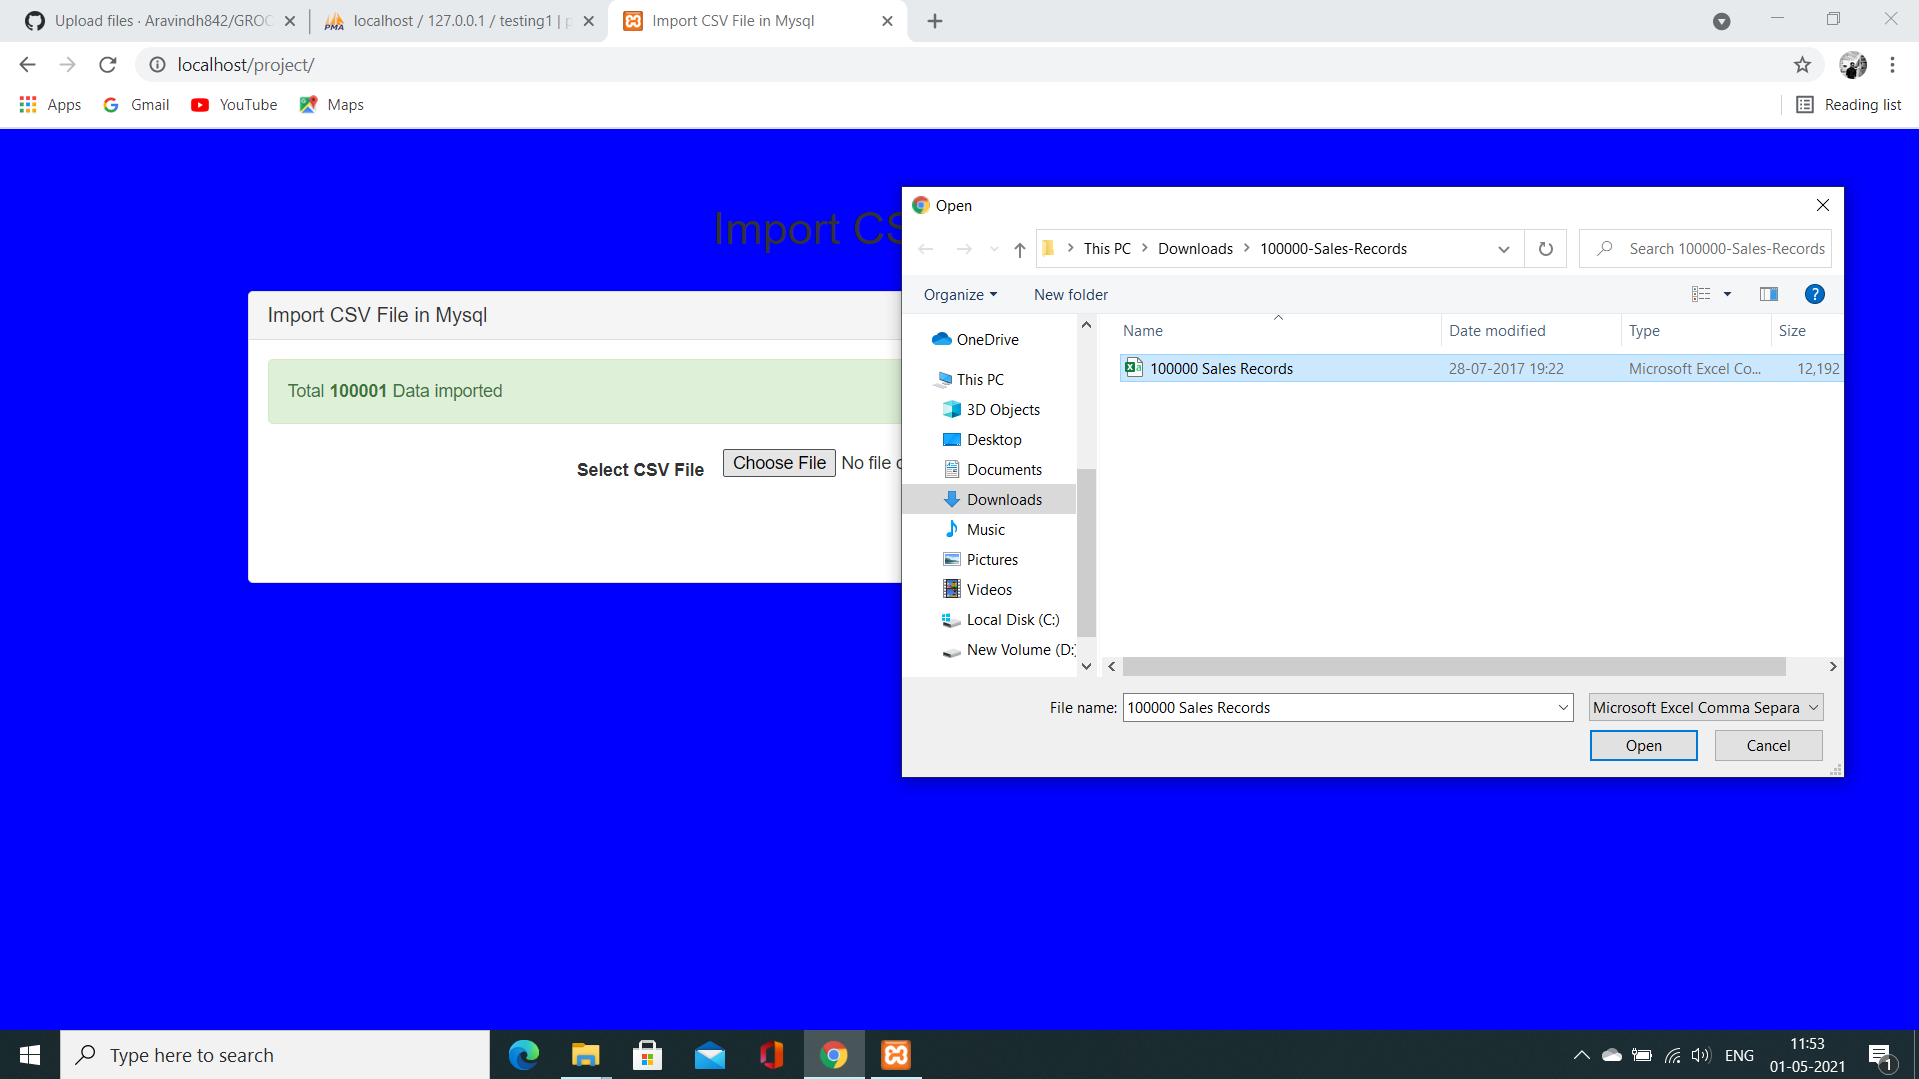 Upload files · Aravindh842/GROC
localhost / 127.0.0.1 / testing1 | p
Import CSV File in Mysql
localhost/project/
Apps
Gmail
YouTube
Maps
Reading list
Import CS
Import CSV File in Mysql
Total 100001 Data imported
Select CSV File
Choose File
No file c
Open
This PC
Downloads
100000-Sales-Records
Search 100000-Sales-Records
Organize
New folder
Name
Date modified
Type
Size
OneDrive
This PC
3D Objects
Desktop
Documents
Downloads
Music
Pictures
Videos
Local Disk (C:)
New Volume (D:)
100000 Sales Records
28-07-2017 19:22
Microsoft Excel Co...
12,192
File name:
100000 Sales Records
Microsoft Excel Comma Separa
Open
Cancel
Type here to search
ENG
11:53
01-05-2021
1